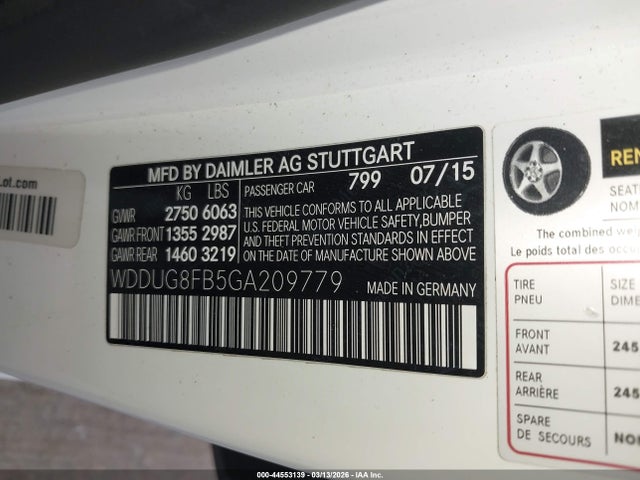 ot.com
MFD BY DAIMLER AG STUTTGART
KG LBS PASSENGER CAR 799 07/15
GVWR 2750 6063
GAWR FRONT 1355 2987
GAWR REAR 1460 3219
THIS VEHICLE CONFORMS TO ALL APPLICABLE
U.S. FEDERAL MOTOR VEHICLE SAFETY, BUMPER
AND THEFT PREVENTION STANDARDS IN EFFECT
ON THE DATE OF MANUFACTURE SHOWN ABOVE.
WDDUG8FB5GA209779 MADE IN GERMANY
SEAT
NOM
The combined weig
Le poids total des occu
TIRE
PNEU
SIZE
DIME
FRONT
AVANT
245
REAR
ARRIÈRE
245
SPARE
DE SECOURS
000-44553139 - 03/13/2026 - IAA Inc.